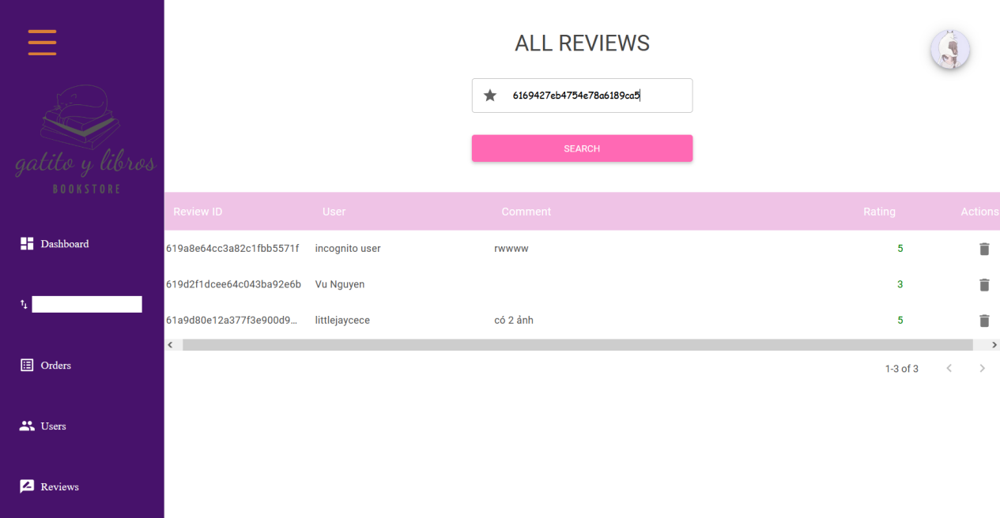 ALL REVIEWS
6169427eb4754e78a6189ca5
SEARCH
gatito y libros
BOOKSTORE
Dashboard
Orders
Users
Reviews
Review ID User Comment Rating Actions
619a8e64cc3a82c1fbb5571f incognito user rwwww 5
619d2f1dcee64c043ba92e6b Vu Nguyen 3
61a9d80e12a377f3e900d9... littlejaycece có 2 ảnh 5
1-3 of 3